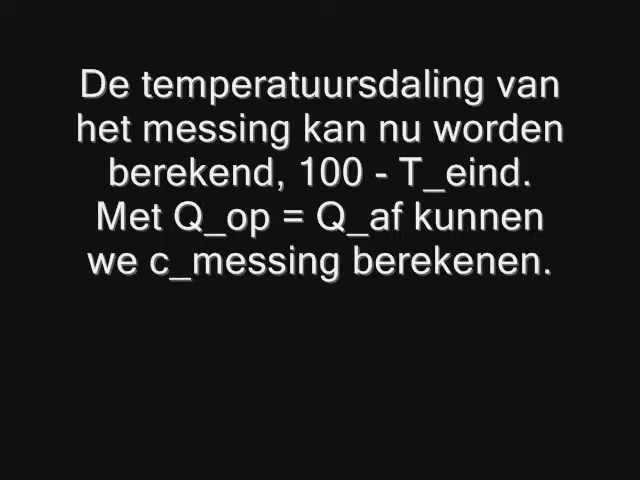 De temperatuursdaling van
het messing kan nu worden
berekend, 100 - T_eind.
Met Q_op = Q_af kunnen
we c_messing berekenen.